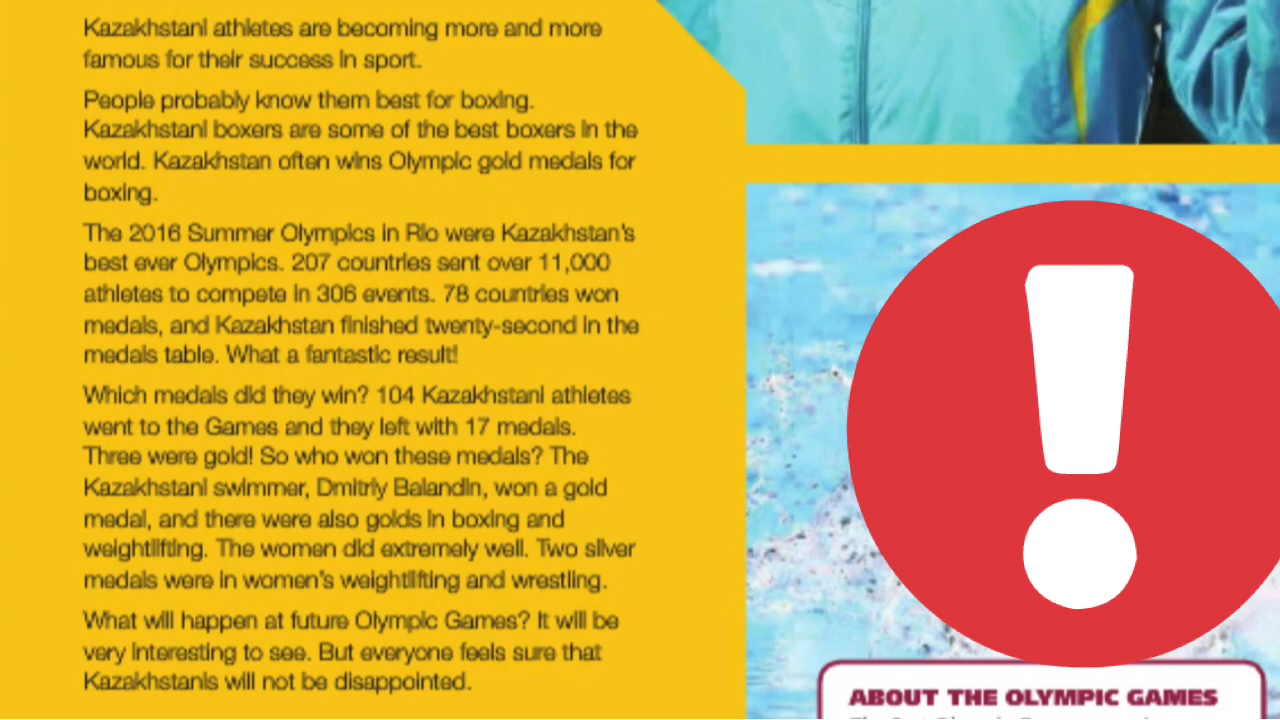 Kazakhstani athletes are becoming more and more
famous for their success in sport.
People probably know them best for boxing.
Kazakhstani boxers are some of the best boxers in the
world. Kazakhstan often wins Olympic gold medals for
boxing.
The 2016 Summer Olympics in Rio were Kazakhstan's
best ever Olympics. 207 countries sent over 11,000
athletes to compete in 306 events. 78 countries won
medals, and Kazakhstan finished twenty-second in the
medals table. What a fantastic result!
Which medals did they win? 104 Kazakhstani athletes
went to the Games and they left with 17 medals.
Three were gold! So who won these medals? The
Kazakhstani swimmer, Dmitriy Balandin, won a gold
medal, and there were also golds in boxing and
weightlifting. The women did extremely well. Two silver
medals were in women's weightlifting and wrestling.
What will happen at future Olympic Games? It will be
very interesting to see. But everyone feels sure that
Kazakhstanis will not be disappointed.
ABOUT THE OLYMPIC GAMES